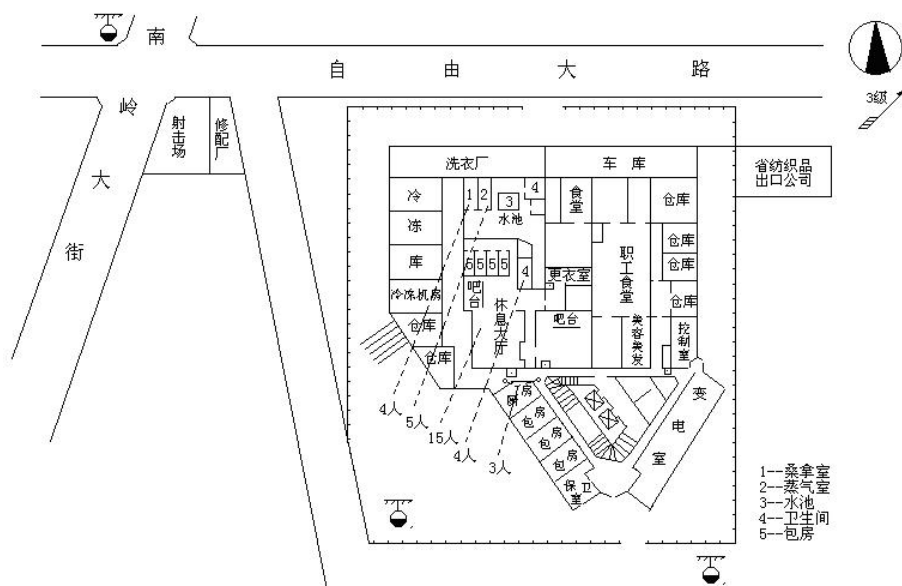 南
岭
大
街
自由大路
3级
射击场
修配厂
洗衣厂
车库
省纺织品
出口公司
冷
冻
库
1
2
3
水池
4
食堂
仓库
仓库
仓库
仓库
职工食堂
5
5
5
5
4
更衣室
冷冻机房
吧台
休息大厅
吧台
美容美发
控制室
仓库
仓库
4人
5人
15人
4人
3人
厨房
包房
包房
包房
保卫室
变电室
1--桑拿室
2--蒸气室
3--水池
4--卫生间
5--包房